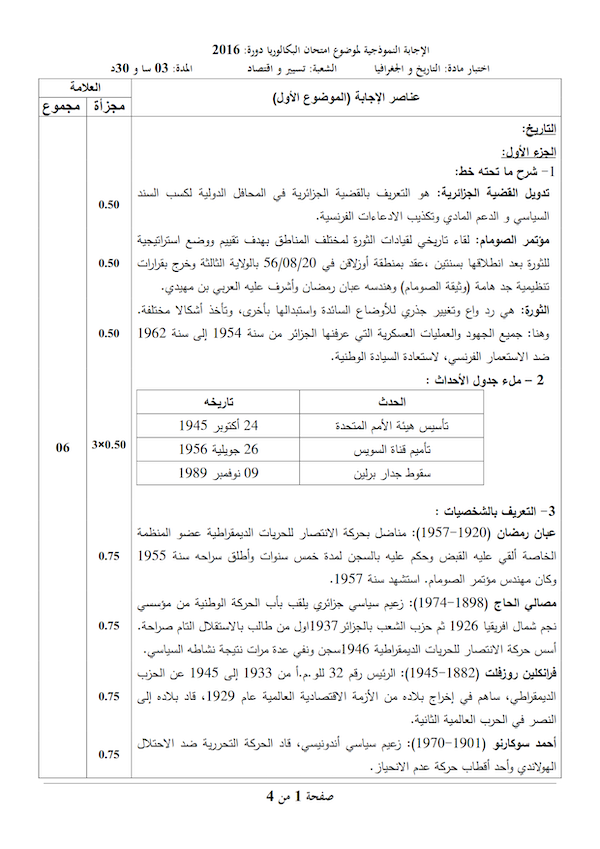 الإجابة النموذجية لموضوع امتحان البكالوريا دورة: 2016
اختبار مادة: التاريخ و الجغرافيا الشعبة: تسيير و اقتصاد المدة: 03 سا و 30د
عناصر الإجابة (الموضوع الأول) العلامة
مجزأة مجموع
التاريخ:
الجزء الأول:
1- شرح ما تحته خط:
تدويل القضية الجزائرية: هو التعريف بالقضية الجزائرية في المحافل الدولية لكسب السند
السياسي و الدعم المادي وتكذيب الادعاءات الفرنسية.
0.50
مؤتمر الصومام: لقاء تاريخي لقيادات الثورة لمختلف المناطق بهدف تقييم ووضع استراتيجية
للثورة بعد انطلاقها بسنتين ،عقد بمنطقة أوزلاقن في 56/08/20 بالولاية الثالثة وخرج بقرارات
تنظيمية جد هامة (وثيقة الصومام) وهندسه عبان رمضان وأشرف عليه العربي بن مهيدي.
0.50
الثورة: هي رد واع وتغيير جذري للأوضاع السائدة واستبدالها بأخرى، وتأخذ أشكالا مختلفة.
وهنا: جميع الجهود والعمليات العسكرية التي عرفتها الجزائر من سنة 1954 إلى سنة 1962
ضد الاستعمار الفرنسي، لاستعادة السيادة الوطنية.
0.50
2 – ملء جدول الأحداث :
الحدث تاريخه
تأسيس هيئة الأمم المتحدة 24 أكتوبر 1945
تأميم قناة السويس 26 جويلية 1956
سقوط جدار برلين 09 نوفمبر 1989
3×0.50
06
3- التعريف بالشخصيات :
عبان رمضان (1920-1957): مناضل بحركة الانتصار للحريات الديمقراطية عضو المنظمة
الخاصة ألقي عليه القبض وحكم عليه بالسجن لمدة خمس سنوات وأطلق سراحه سنة 1955
وكان مهندس مؤتمر الصومام. استشهد سنة 1957.
0.75
مصالي الحاج (1898-1974): زعيم سياسي جزائري يلقب بأب الحركة الوطنية من مؤسسي
نجم شمال افريقيا 1926 ثم حزب الشعب بالجزائر1937اول من طالب بالاستقلال التام صراحة.
أسس حركة الانتصار للحريات الديمقراطية 1946سجن ونفي عدة مرات نتيجة نشاطه السياسي.
0.75
فرانكلين روزفلت (1882-1945): الرئيس رقم 32 للو.م.أ من 1933 إلى 1945 عن الحزب
الديمقراطي، ساهم في إخراج بلاده من الأزمة الاقتصادية العالمية عام 1929، قاد بلاده إلى
النصر في الحرب العالمية الثانية.
0.75
أحمد سوكارنو (1901-1970): زعيم سياسي أندونيسي، قاد الحركة التحررية ضد الاحتلال
الهولاندي وأحد أقطاب حركة عدم الانحياز.
0.75
صفحة 1 من 4